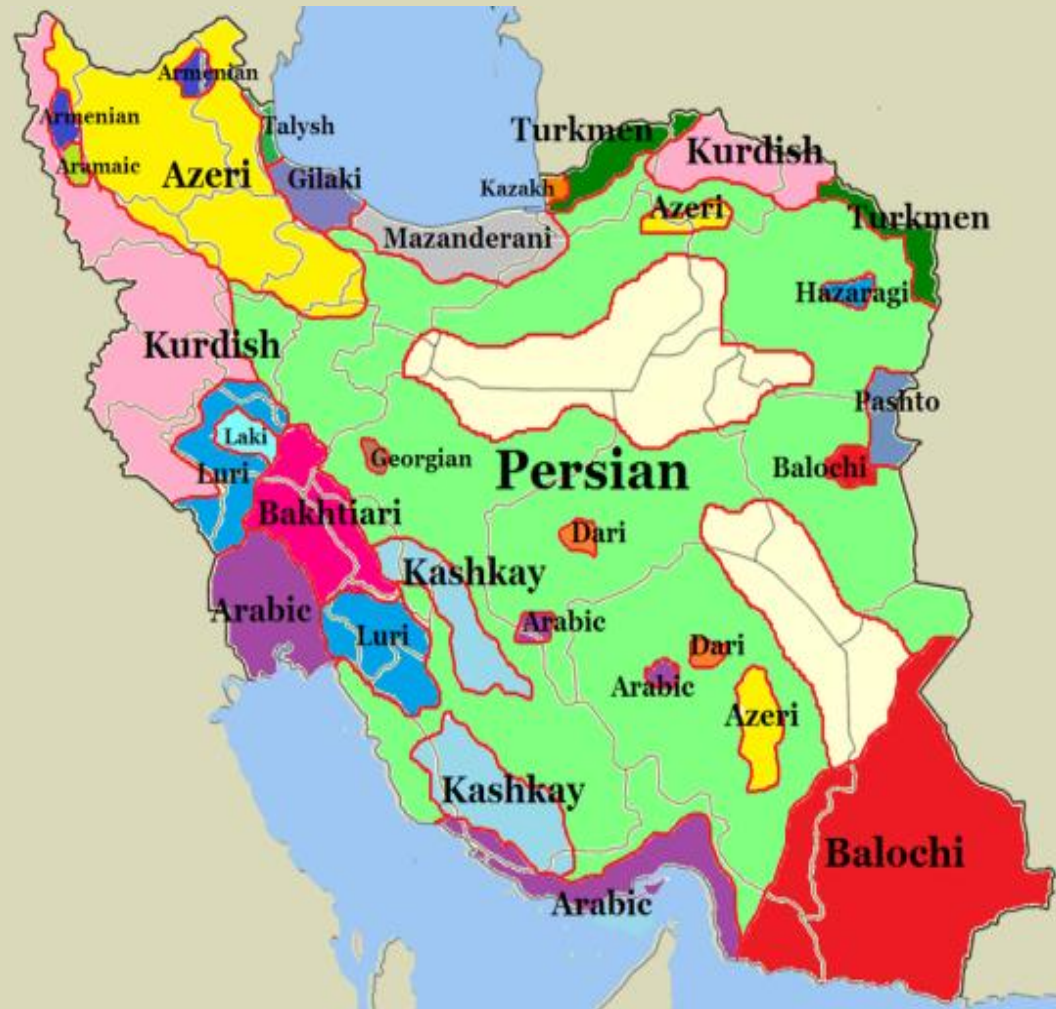 Armenian
Armenian
Talysh
Turkmen
Kurdish
Aramaic
Azeri
Gilaki
Kazakh
Azeri
Turkmen
Mazanderani
Hazaragi
Kurdish
Pashto
Laki
Georgian
Persian
Balochi
Luri
Bakhtiari
Dari
Kashkay
Arabic
Arabic
Luri
Dari
Arabic
Azeri
Kashkay
Balochi
Arabic